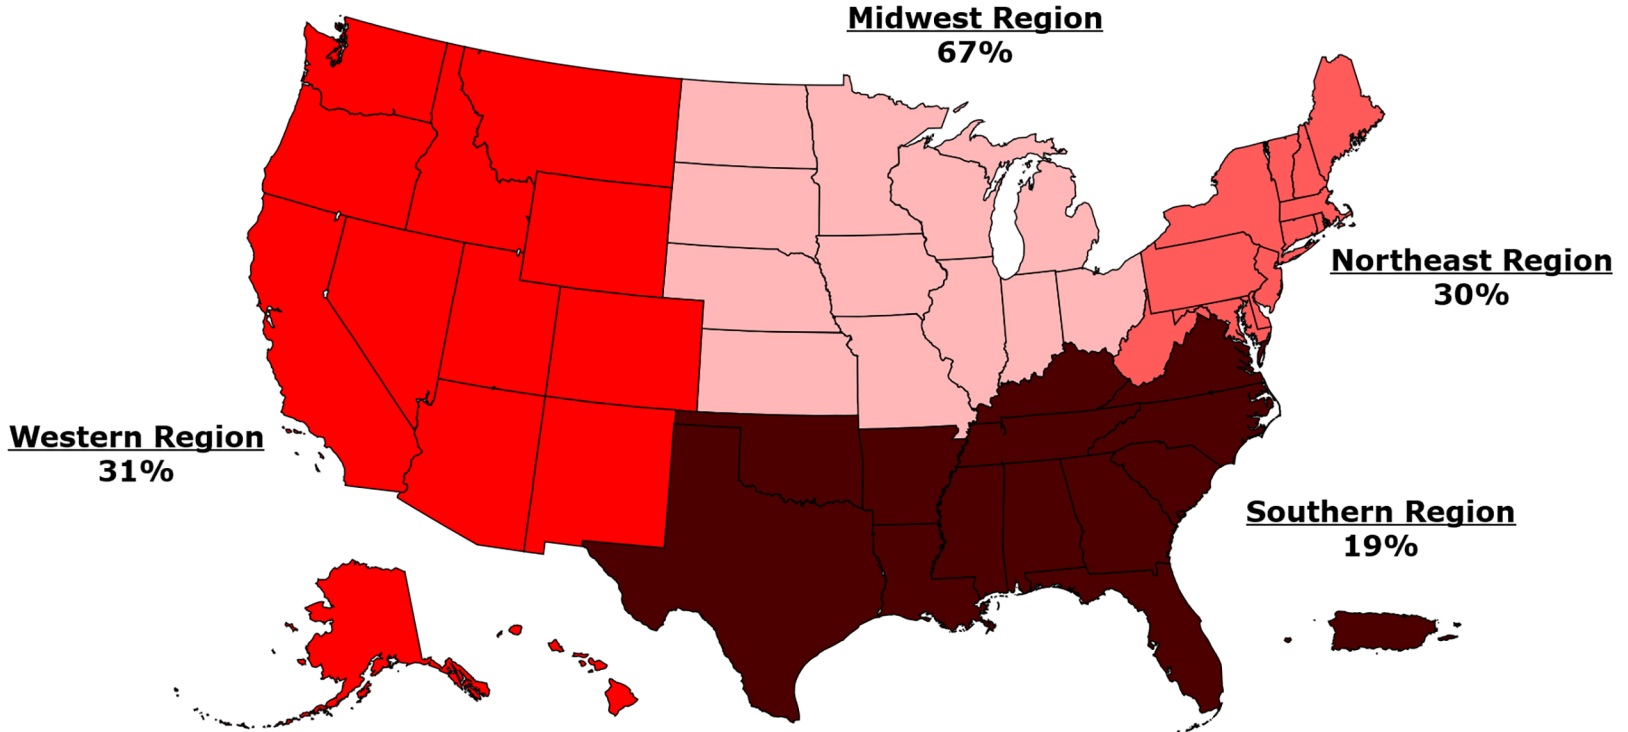 Midwest Region
67%
Northeast Region
30%
Western Region
31%
Southern Region
19%